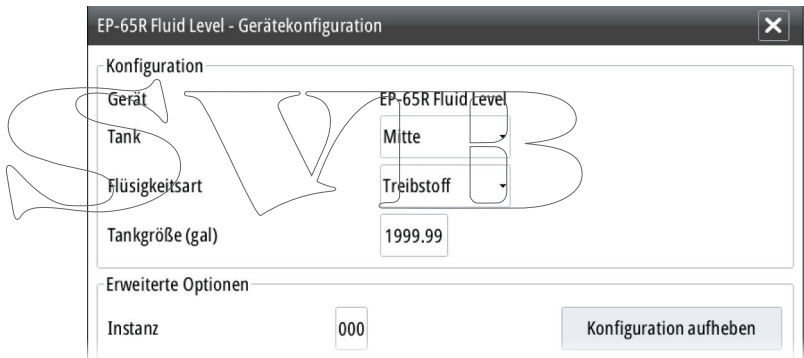 EP-65R Fluid Level - Gerätekonfiguration
Konfiguration
Gerät EP-65R Fluid Level
Tank Mitte
Flüsigkeitsart Treibstoff
Tankgröße (gal) 1999.99
Erweiterte Optionen
Instanz 000 Konfiguration aufheben
SVB